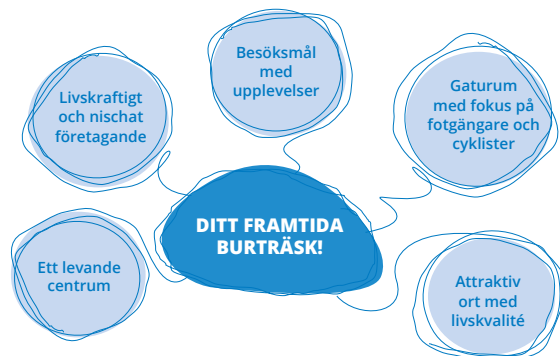 Besöksmål
med
upplevelser
Livskraftigt
och nischat
företagande
Gaturum
med fokus på
fotgängare och
cyklister
DITT FRAMTIDA
BURTRÄSK!
Ett levande
centrum
Attraktiv
ort med
livskvalité